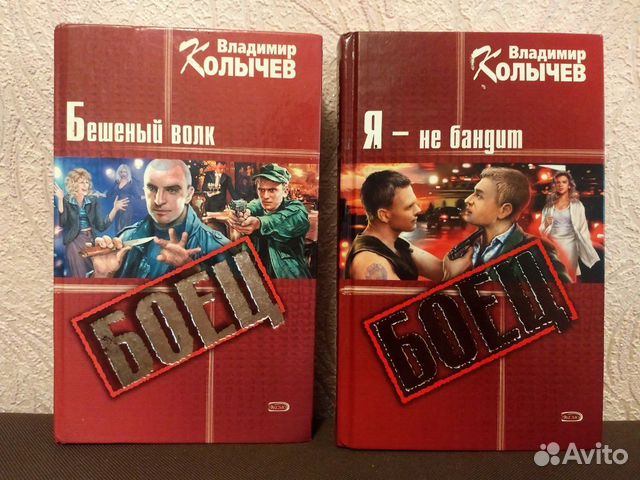 Владимир
Колычев
Бешеный волк
БОЕЦ
Владимир
Колычев
Я – не бандит
БОЕЦ
Avito